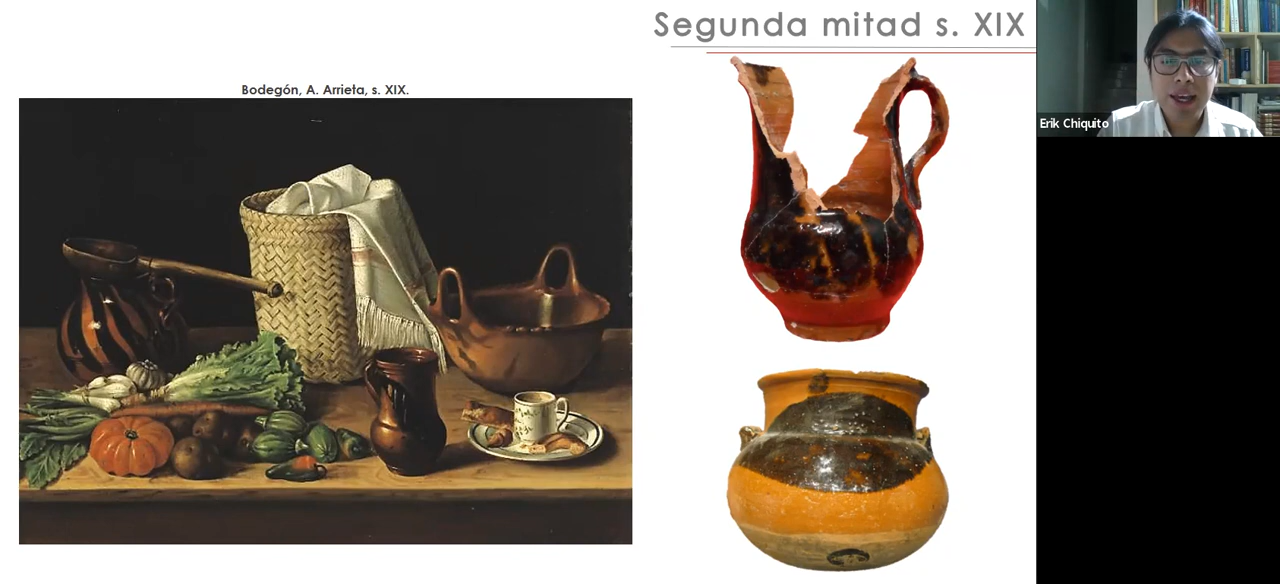 Segunda mitad s. XIX
Bodegón, A. Arrieta, s. XIX.
Erik Chiquito